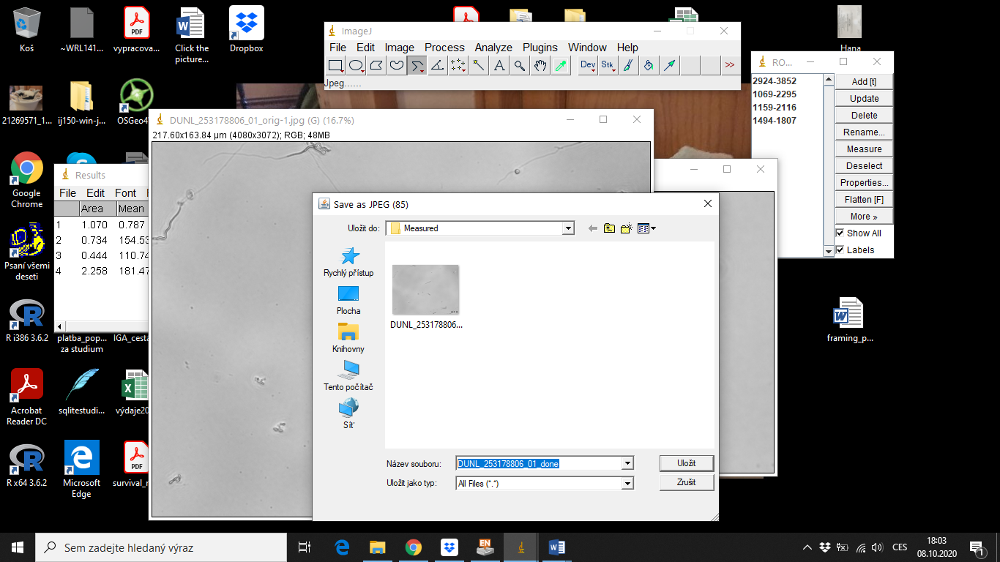 Koš
~WRL141...
vypracova...
Click the
picture...
Dropbox
Hana
21269571_1...
ij150-win-j...
OSGeo4
Google
Chrome
Psaní všemi
deseti
R i386 3.6.2
platba_pop...
za studium
IGA_cesta
Acrobat
Reader DC
sqlitestudi...
výdaje20
R x64 3.6.2
Microsoft
Edge
survival_r
framing_p...
ImageJ
File Edit Image Process Analyze Plugins Window Help
Dev Stk >>
Jpeg......
RO...
2924-3852
1069-2295
1159-2116
1494-1807
Add [t]
Update
Delete
Rename...
Measure
Deselect
Properties...
Flatten [F]
More »
Show All
Labels
DUNL_253178806_01_orig-1.jpg (G) (16.7%)
217.60x163.84 µm (4080x3072); RGB; 48MB
Results
File Edit Font
Area Mean
1 1.070 0.787
2 0.734 154.53
3 0.444 110.74
4 2.258 181.47
Save as JPEG (85)
Uložit do: Measured
Rychlý přístup
Plocha
Knihovny
Tento počítač
Síť
DUNL_253178806...
Název souboru: DUNL_253178806_01_done Uložit
Uložit jako typ: All Files (*.*) Zrušit
Sem zadejte hledaný výraz
EN
CES
18:03
08.10.2020
1